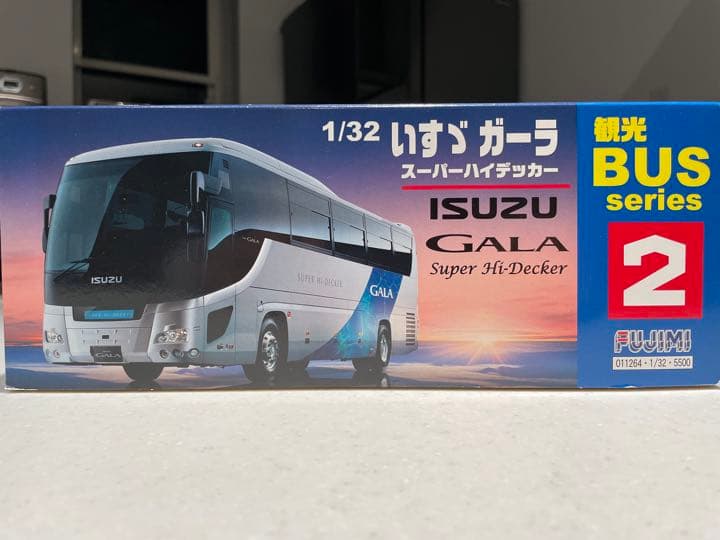 1/32 いすゞ ガーラ
スーパーハイデッカー
ISUZU
GALA
Super Hi-Decker
観光
BUS
series
2
FUJIMI
011264・1/32・5500
ISUZU
SUPER HI-DECKER
GALA
GALA